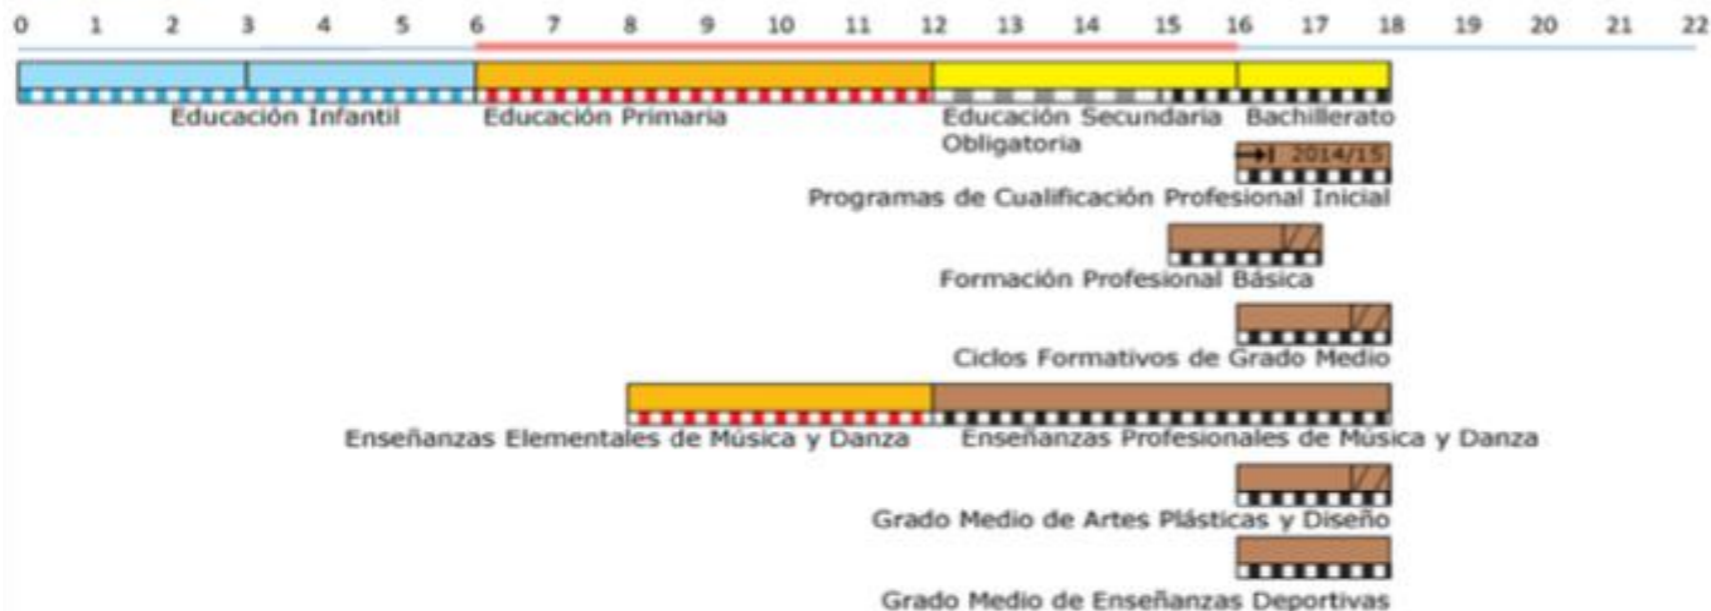 0 1 2 3 4 5 6 7 8 9 10 11 12 13 14 15 16 17 18 19 20 21 22
Educación Infantil Educación Primaria Educación Secundaria Bachillerato
Obligatoria
2014/15
Programas de Cualificación Profesional Inicial
Formación Profesional Básica
Ciclos Formativos de Grado Medio
Enseñanzas Elementales de Música y Danza Enseñanzas Profesionales de Música y Danza
Grado Medio de Artes Plásticas y Diseño
Grado Medio de Enseñanzas Deportivas